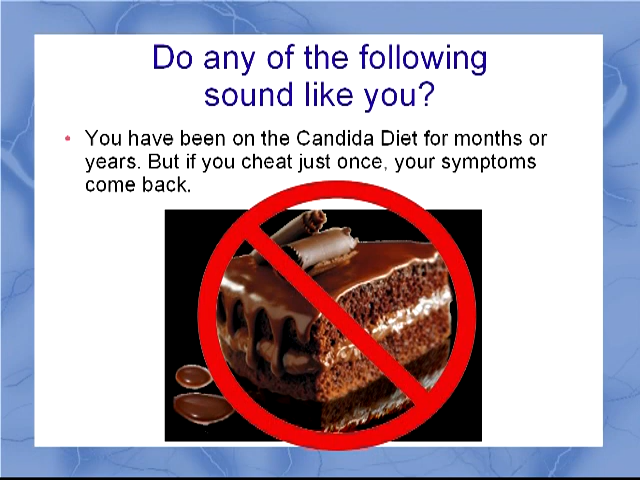 Do any of the following
sound like you?
• You have been on the Candida Diet for months or
years. But if you cheat just once, your symptoms
come back.